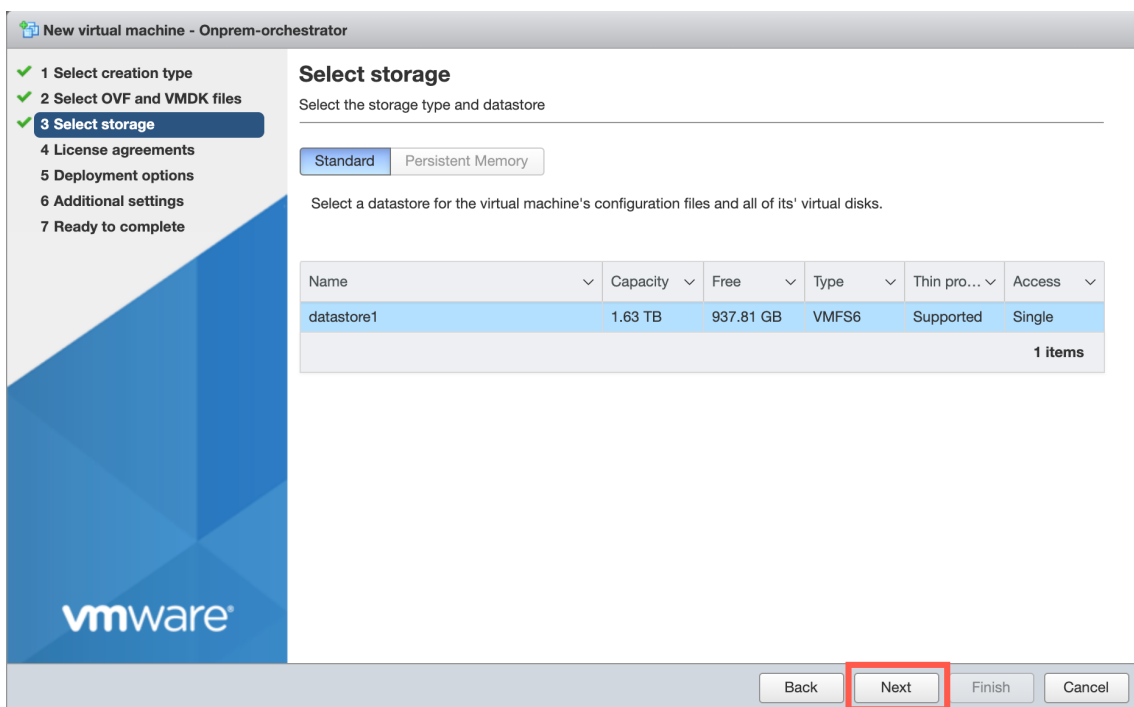 New virtual machine - Onprem-orchestrator
1 Select creation type
2 Select OVF and VMDK files
3 Select storage
4 License agreements
5 Deployment options
6 Additional settings
7 Ready to complete
vmware®
Select storage
Select the storage type and datastore
Standard Persistent Memory
Select a datastore for the virtual machine's configuration files and all of its' virtual disks.
Name Capacity Free Type Thin pro... Access
datastore1 1.63 TB 937.81 GB VMFS6 Supported Single
1 items
Back Next Finish Cancel